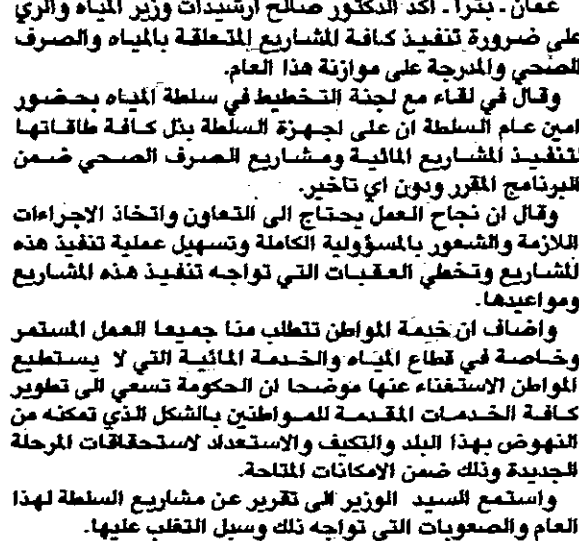 عمان ـ بترا ـ اكد الدكتور صالح ارشيدات وزير المياه والري
على ضرورة تنفيذ كافة المشاريع المتعلقة بالمياه والصرف
الصحي والمدرجة على موازنة هذا العام.
وقال في لقاء مع لجنة التخطيط في سلطة المياه بحضور
امين عام السلطة ان على اجهزة السلطة بذل كافة طاقاتها
لتنفيذ المشاريع المائية ومشاريع الصرف الصحي ضمن
البرنامج المقرر ودون اي تاخير.
وقال ان نجاح العمل يحتاج الى التعاون واتخاذ الاجراءات
اللازمة والشعور بالمسؤولية الكاملة وتسهيل عملية تنفيذ هذه
المشاريع وتخطي العقبات التي تواجه تنفيذ هذه المشاريع
ومواعيدها.
واضاف ان خدمة المواطن تتطلب منا جميعا العمل المستمر
وخاصة في قطاع المياه والخدمة المائية التي لا يستطيع
المواطن الاستغناء عنها موضحا ان الحكومة تسعي الى تطوير
كافة الخدمات المقدمة للمواطنين بالشكل الذي تمكنه من
النهوض بهذا البلد والتكيف والاستعداد لاستحقاقات المرحلة
الجديدة وذلك ضمن الامكانات المتاحة.
واستمع السيد الوزير الى تقرير عن مشاريع السلطة لهذا
العام والصعوبات التي تواجه ذلك وسبل التغلب عليها.